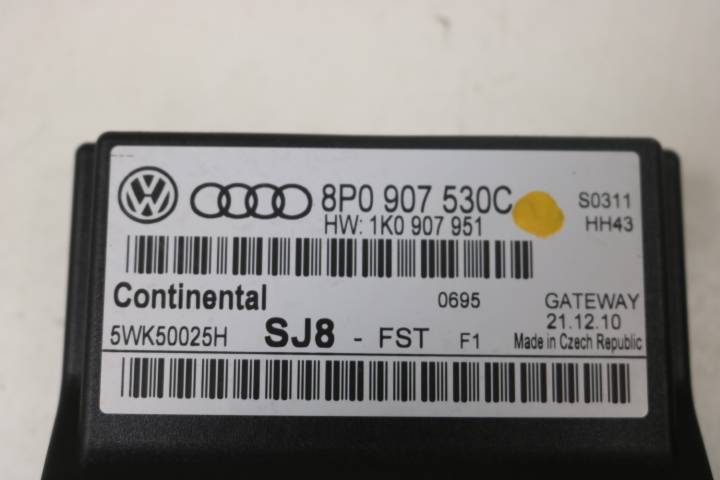 8P0 907 530C S0311
HW: 1K0 907 951 HH43
Continental 0695 GATEWAY
21.12.10
5WK50025H SJ8 - FST F1 Made in Czech Republic